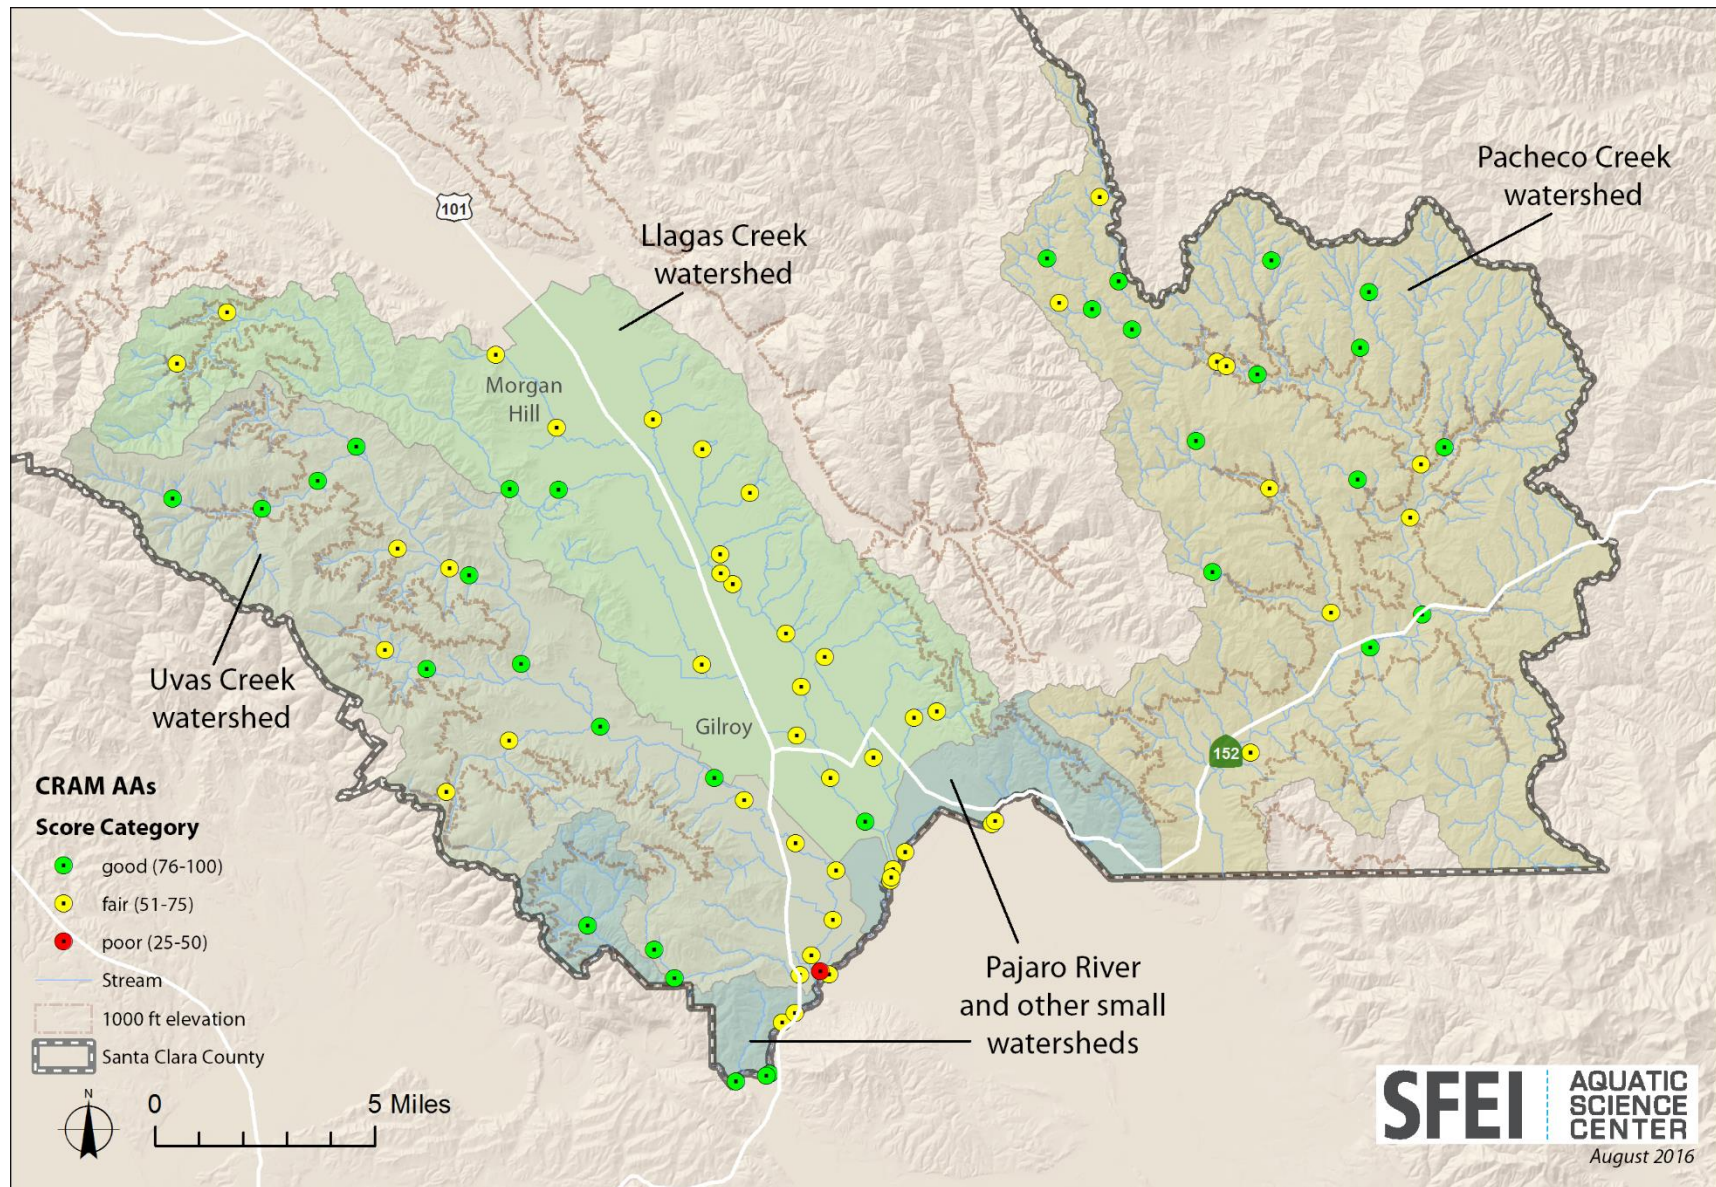 Pacheco Creek
watershed
101
Llagas Creek
watershed
Morgan
Hill
Uvas Creek
watershed
Gilroy
152
CRAM AAs
Score Category
good (76-100)
fair (51-75)
poor (25-50)
Stream
1000 ft elevation
Santa Clara County
Pajaro River
and other small
watersheds
N
0
5 Miles
SFEI
AQUATIC
SCIENCE
CENTER
August 2016